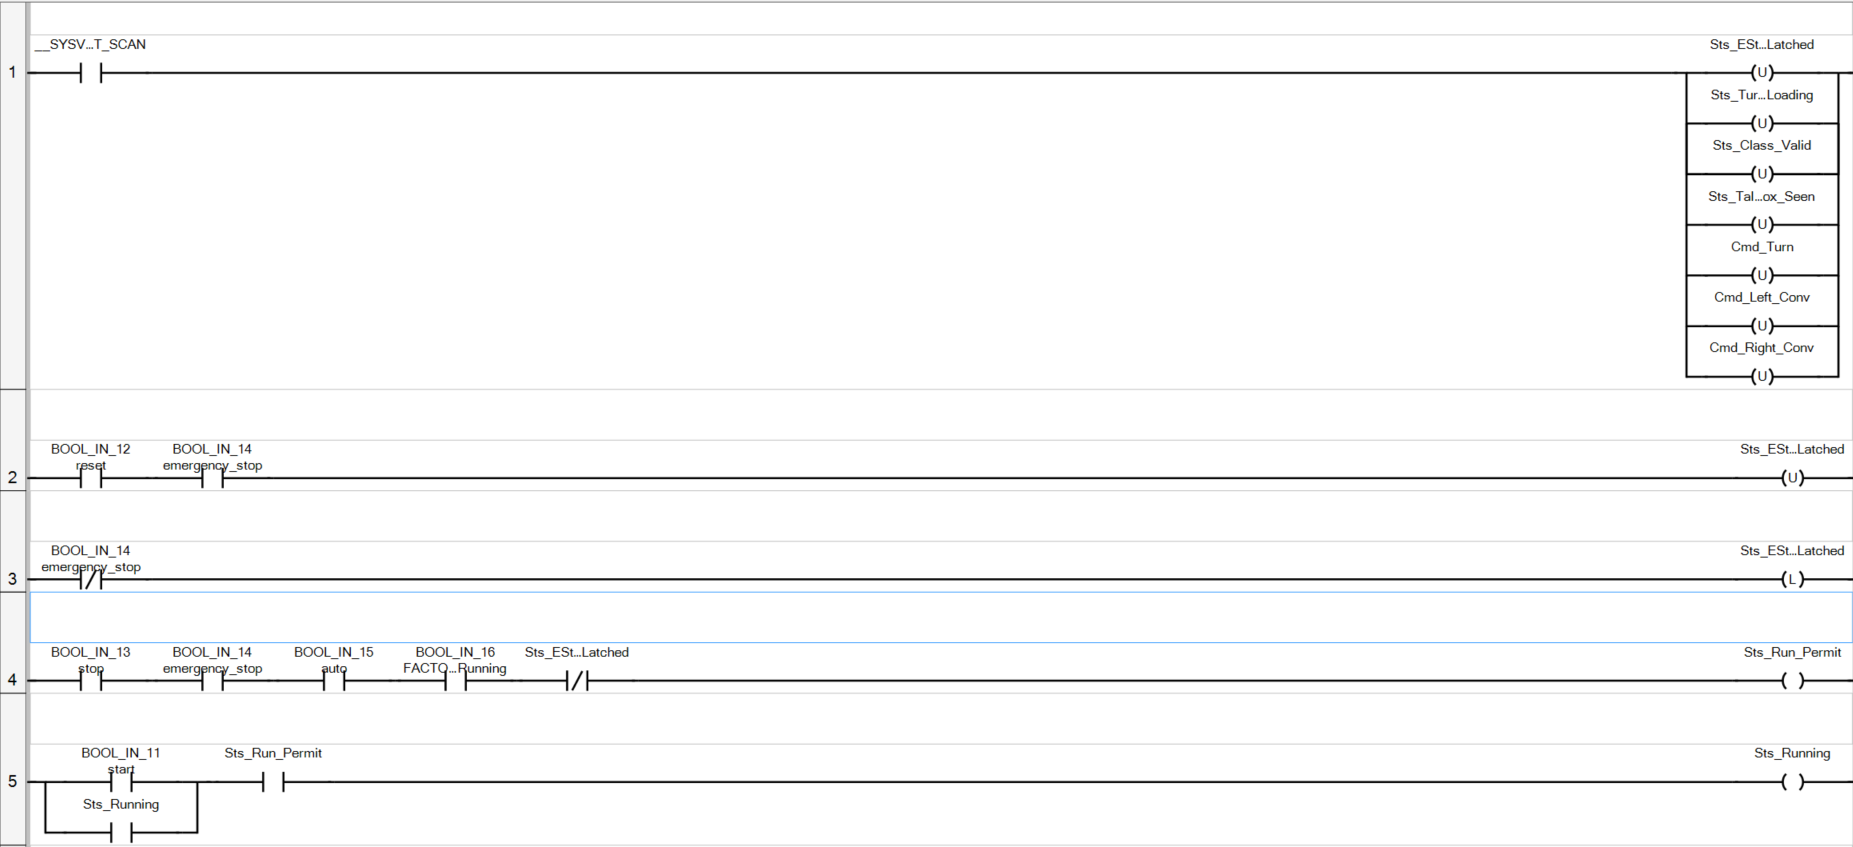 __SYSV...T_SCAN
Sts_ESt...Latched
1
(U)
Sts_Tur...Loading
(U)
Sts_Class_Valid
(U)
Sts_Tal...ox_Seen
(U)
Cmd_Turn
(U)
Cmd_Left_Conv
(U)
Cmd_Right_Conv
(U)
BOOL_IN_12 BOOL_IN_14 Sts_ESt...Latched
reset emergency_stop
2 (U)
BOOL_IN_14 Sts_ESt...Latched
emergency_stop
3 (L)
BOOL_IN_13 BOOL_IN_14 BOOL_IN_15 BOOL_IN_16 Sts_ESt...Latched Sts_Run_Permit
stop emergency_stop auto FACTO...Running
4 ( )
BOOL_IN_11 Sts_Run_Permit Sts_Running
start
5 ( )
Sts_Running